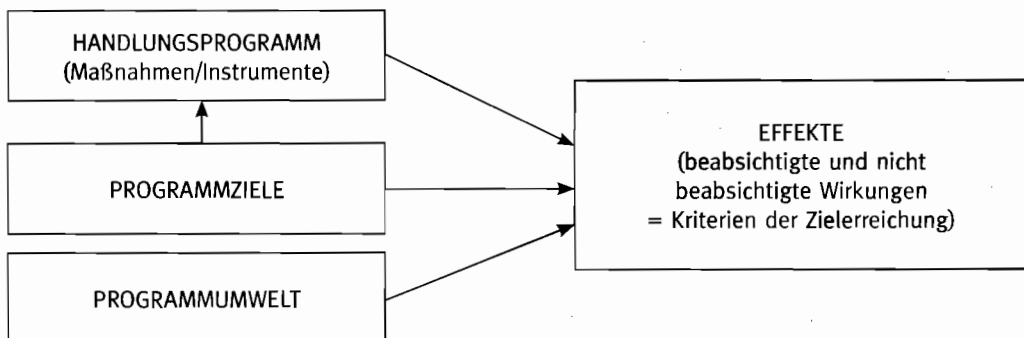 HANDLUNGSPROGRAMM
(Maßnahmen/Instrumente)
PROGRAMMZIELE
PROGRAMMUMWELT
EFFEKTE
(beabsichtigte und nicht
beabsichtigte Wirkungen
= Kriterien der Zielerreichung)